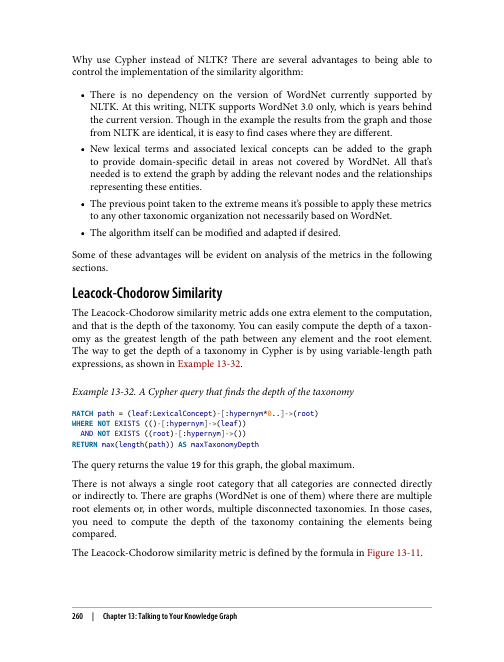 Why use Cypher instead of NLTK? There are several advantages to being able to
control the implementation of the similarity algorithm:
• There is no dependency on the version of WordNet currently supported by
NLTK. At this writing, NLTK supports WordNet 3.0 only, which is years behind
the current version. Though in the example the results from the graph and those
from NLTK are identical, it is easy to find cases where they are different.
• New lexical terms and associated lexical concepts can be added to the graph
to provide domain-specific detail in areas not covered by WordNet. All that's
needed is to extend the graph by adding the relevant nodes and the relationships
representing these entities.
• The previous point taken to the extreme means it's possible to apply these metrics
to any other taxonomic organization not necessarily based on WordNet.
• The algorithm itself can be modified and adapted if desired.
Some of these advantages will be evident on analysis of the metrics in the following
sections.
Leacock-Chodorow Similarity
The Leacock-Chodorow similarity metric adds one extra element to the computation,
and that is the depth of the taxonomy. You can easily compute the depth of a taxon-
omy as the greatest length of the path between any element and the root element.
The way to get the depth of a taxonomy in Cypher is by using variable-length path
expressions, as shown in Example 13-32.
Example 13-32. A Cypher query that finds the depth of the taxonomy
MATCH path = (leaf:LexicalConcept)-[:hypernym*0..]->(root)
WHERE NOT EXISTS (()-[:hypernym]->(leaf))
AND NOT EXISTS ((root)-[:hypernym]->())
RETURN max(length(path)) AS maxTaxonomyDepth
The query returns the value 19 for this graph, the global maximum.
There is not always a single root category that all categories are connected directly
or indirectly to. There are graphs (WordNet is one of them) where there are multiple
root elements or, in other words, multiple disconnected taxonomies. In those cases,
you need to compute the depth of the taxonomy containing the elements being
compared.
The Leacock-Chodorow similarity metric is defined by the formula in Figure 13-11.
260 | Chapter 13: Talking to Your Knowledge Graph